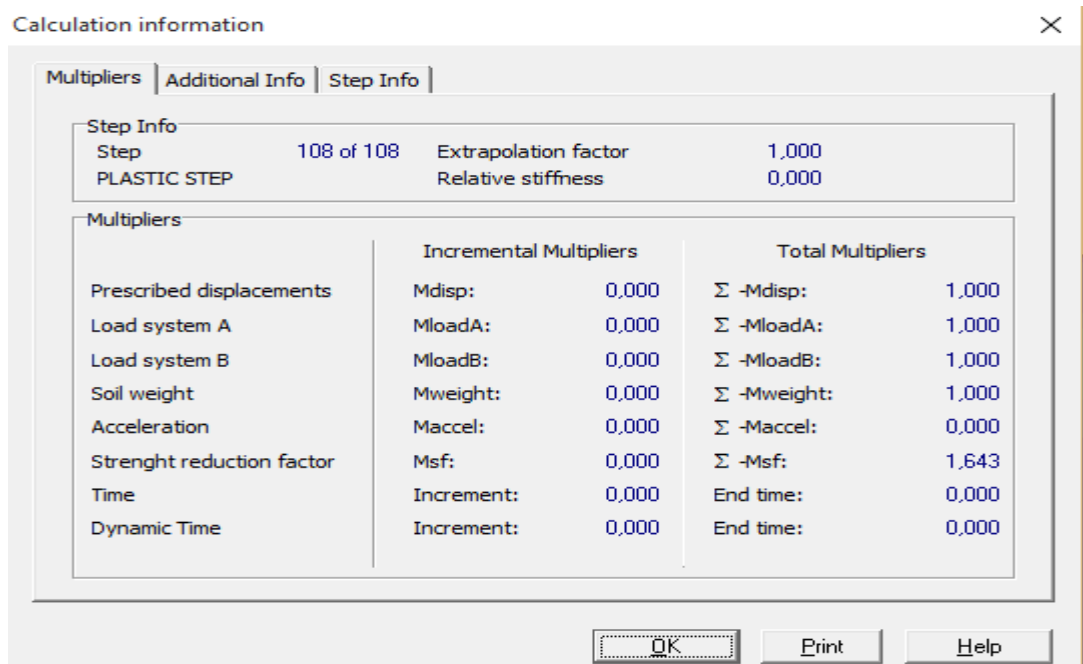 Calculation information
Multipliers Additional Info Step Info
Step Info
Step 108 of 108 Extrapolation factor 1,000
PLASTIC STEP Relative stiffness 0,000
Multipliers
Incremental Multipliers Total Multipliers
Prescribed displacements Mdisp: 0,000 Σ -Mdisp: 1,000
Load system A MloadA: 0,000 Σ -MloadA: 1,000
Load system B MloadB: 0,000 Σ -MloadB: 1,000
Soil weight Mweight: 0,000 Σ -Mweight: 1,000
Acceleration Maccel: 0,000 Σ -Maccel: 0,000
Strenght reduction factor Msf: 0,000 Σ -Msf: 1,643
Time Increment: 0,000 End time: 0,000
Dynamic Time Increment: 0,000 End time: 0,000
OK Print Help